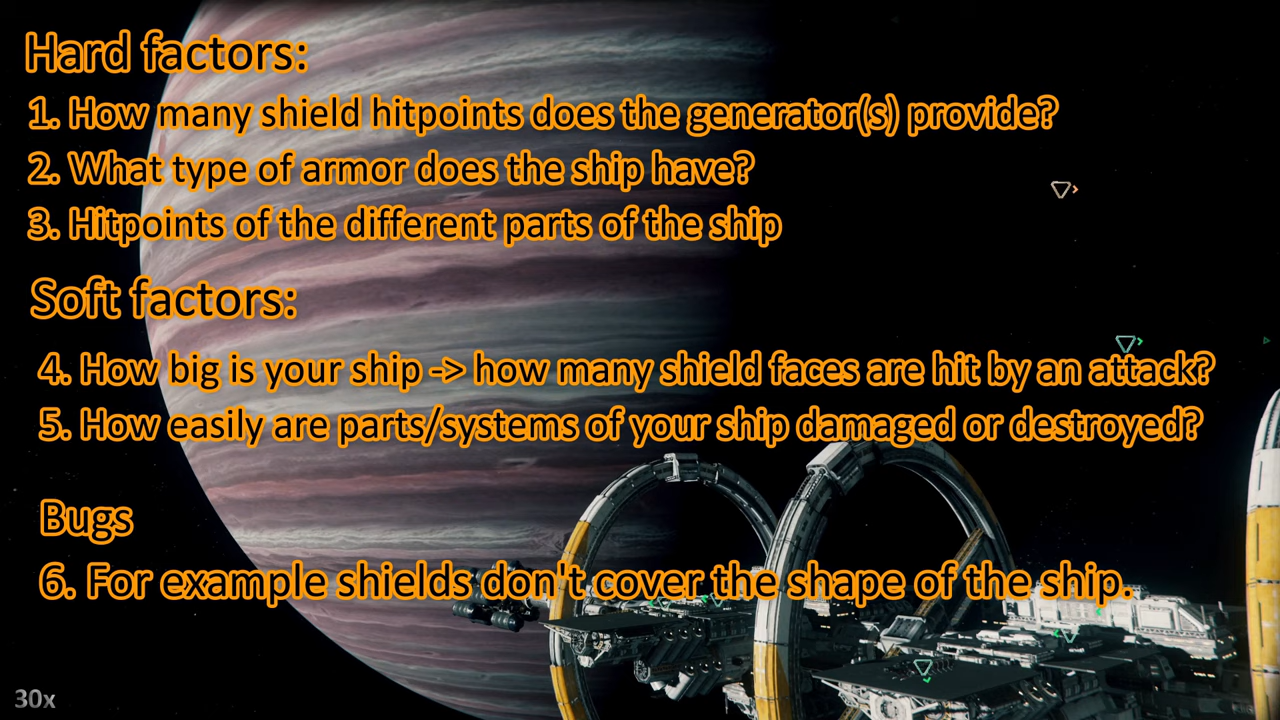 Hard factors:
1. How many shield hitpoints does the generator(s) provide?
2. What type of armor does the ship have?
3. Hitpoints of the different parts of the ship
Soft factors:
4. How big is your ship -> how many shield faces are hit by an attack?
5. How easily are parts/systems of your ship damaged or destroyed?
Bugs
6. For example shields don't cover the shape of the ship.
30x